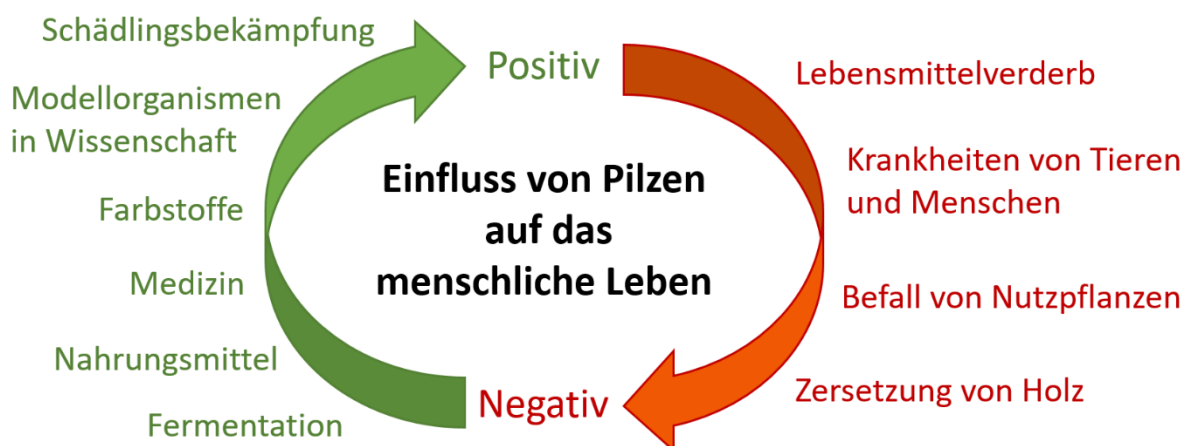 Schädlingsbekämpfung
Modellorganismen
in Wissenschaft
Farbstoffe
Medizin
Nahrungsmittel
Fermentation
Positiv
Einfluss von Pilzen
auf das
menschliche Leben
Negativ
Lebensmittelverderb
Krankheiten von Tieren
und Menschen
Befall von Nutzpflanzen
Zersetzung von Holz